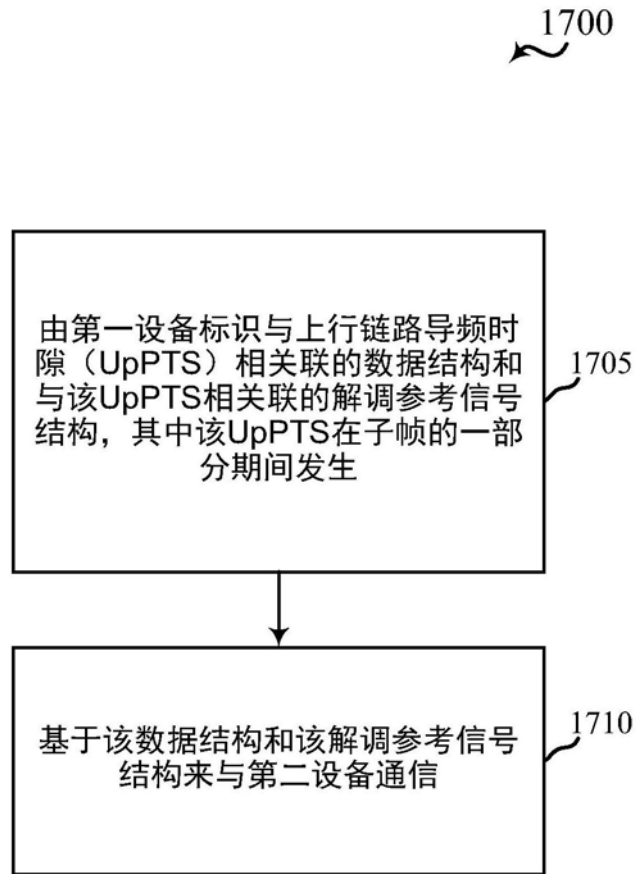 1700
由第一设备标识与上行链路导频时
隙（UpPTS）相关联的数据结构和
与该UpPTS相关联的解调参考信号
结构，其中该UpPTS在子帧的一部
分期间发生
1705
基于该数据结构和该解调参考信号
结构来与第二设备通信
1710